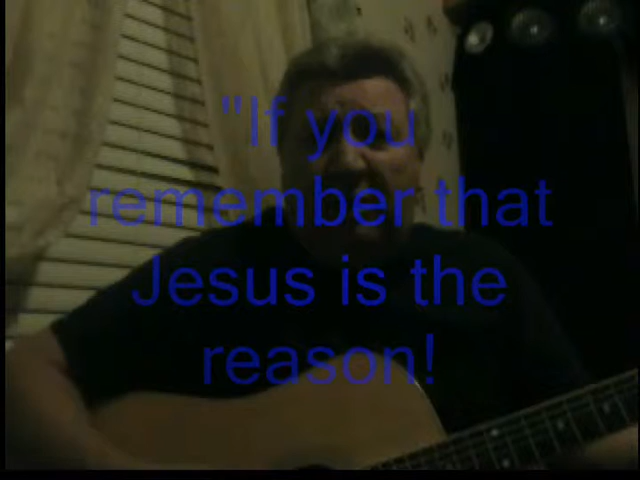 "If you
remember that
Jesus is the
reason!